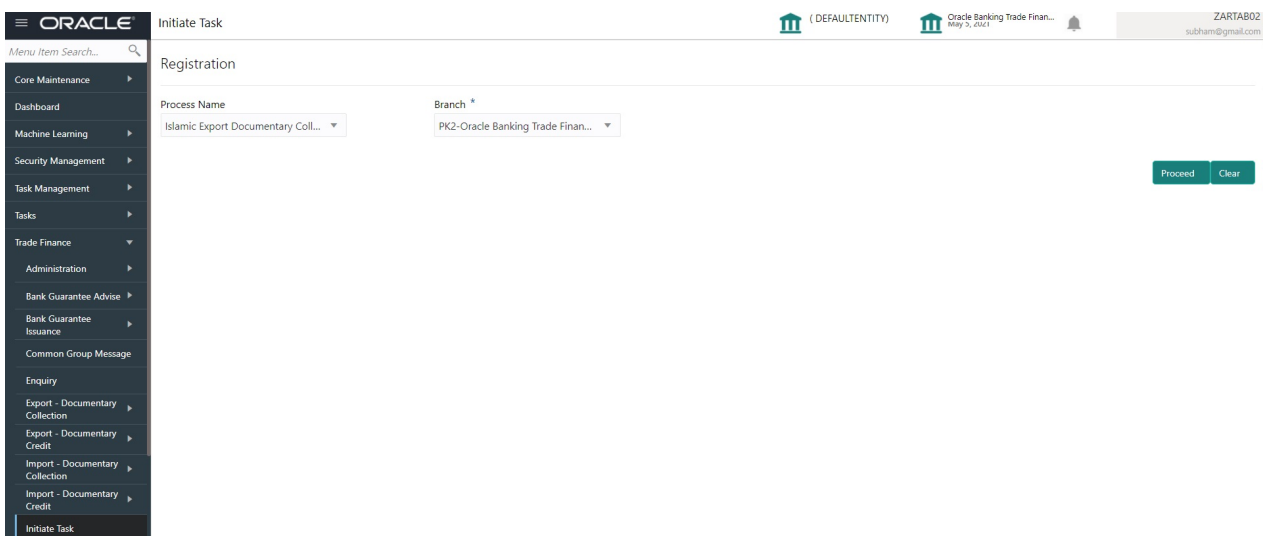 ORACLE
Initiate Task
( DEFAULTENTITY)
Oracle Banking Trade Finan...
May 5, 2021
ZARTAB02
subham@gmail.com
Menu Item Search...
Core Maintenance
Dashboard
Machine Learning
Security Management
Task Management
Tasks
Trade Finance
Administration
Bank Guarantee Advise
Bank Guarantee
Issuance
Common Group Message
Enquiry
Export - Documentary
Collection
Export - Documentary
Credit
Import - Documentary
Collection
Import - Documentary
Credit
Initiate Task
Registration
Process Name
Branch *
Islamic Export Documentary Coll...
PK2-Oracle Banking Trade Finan...
Proceed
Clear